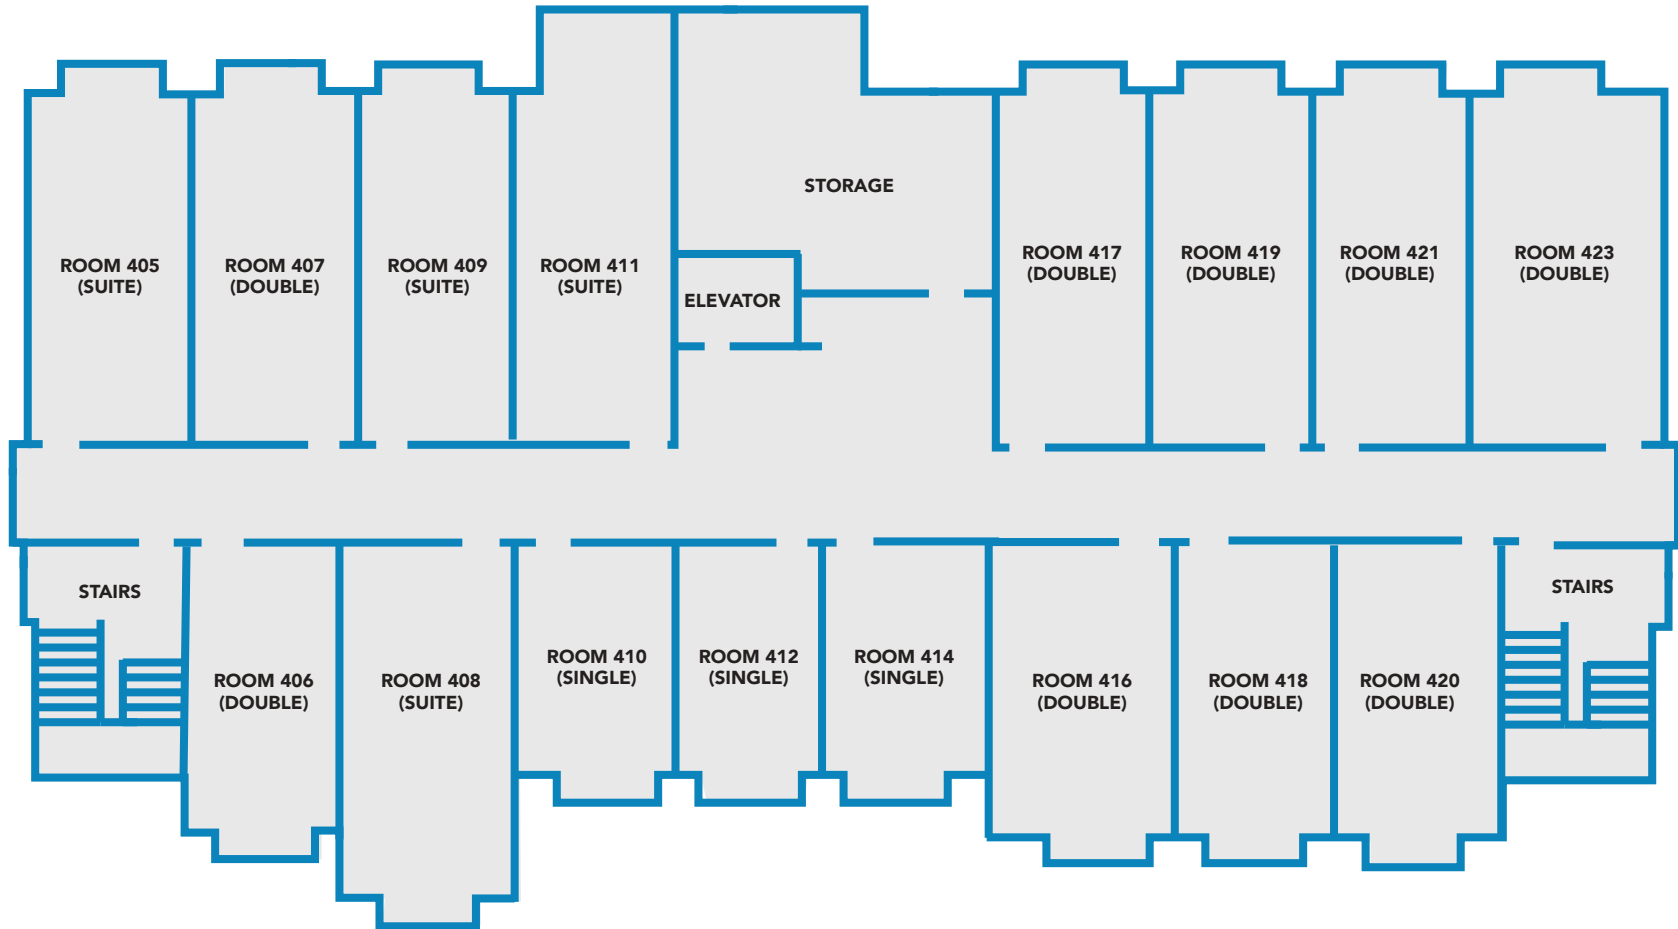 STORAGE
ROOM 405
(SUITE)
ROOM 407
(DOUBLE)
ROOM 409
(SUITE)
ROOM 411
(SUITE)
ELEVATOR
ROOM 417
(DOUBLE)
ROOM 419
(DOUBLE)
ROOM 421
(DOUBLE)
ROOM 423
(DOUBLE)
STAIRS
ROOM 406
(DOUBLE)
ROOM 408
(SUITE)
ROOM 410
(SINGLE)
ROOM 412
(SINGLE)
ROOM 414
(SINGLE)
ROOM 416
(DOUBLE)
ROOM 418
(DOUBLE)
ROOM 420
(DOUBLE)
STAIRS